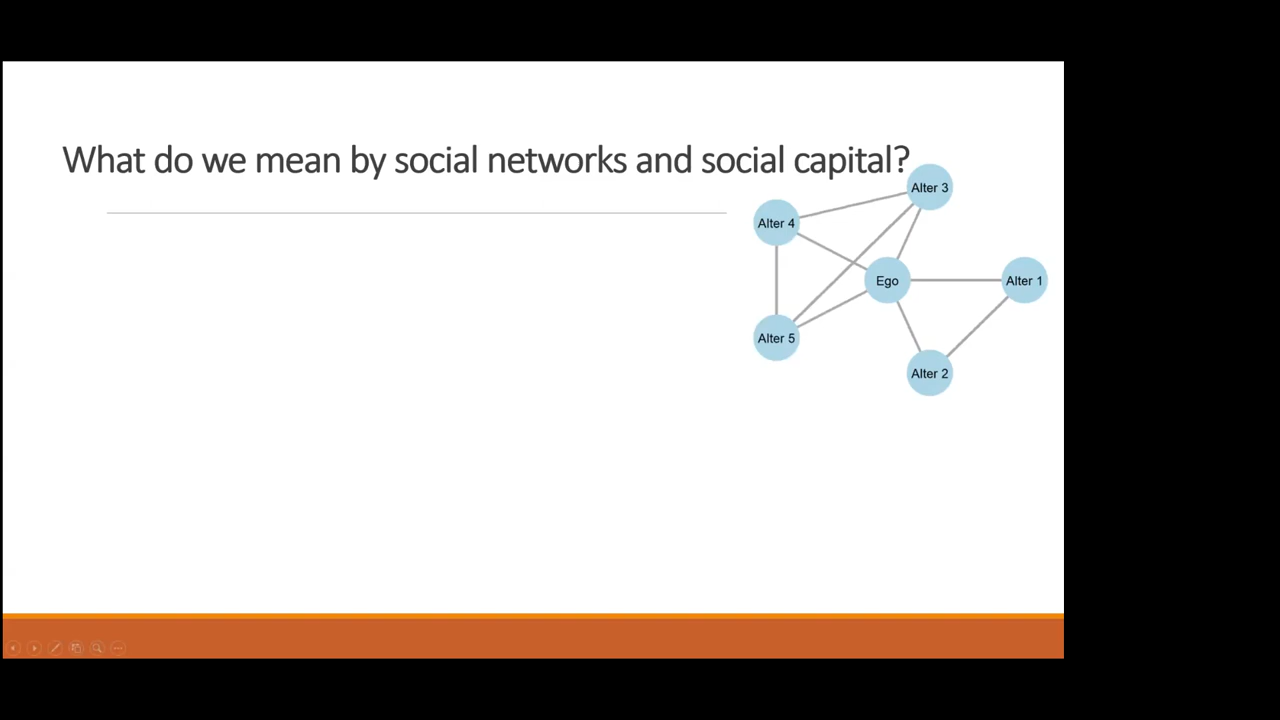 What do we mean by social networks and social capital?
Alter 3
Alter 4
Ego
Alter 1
Alter 5
Alter 2